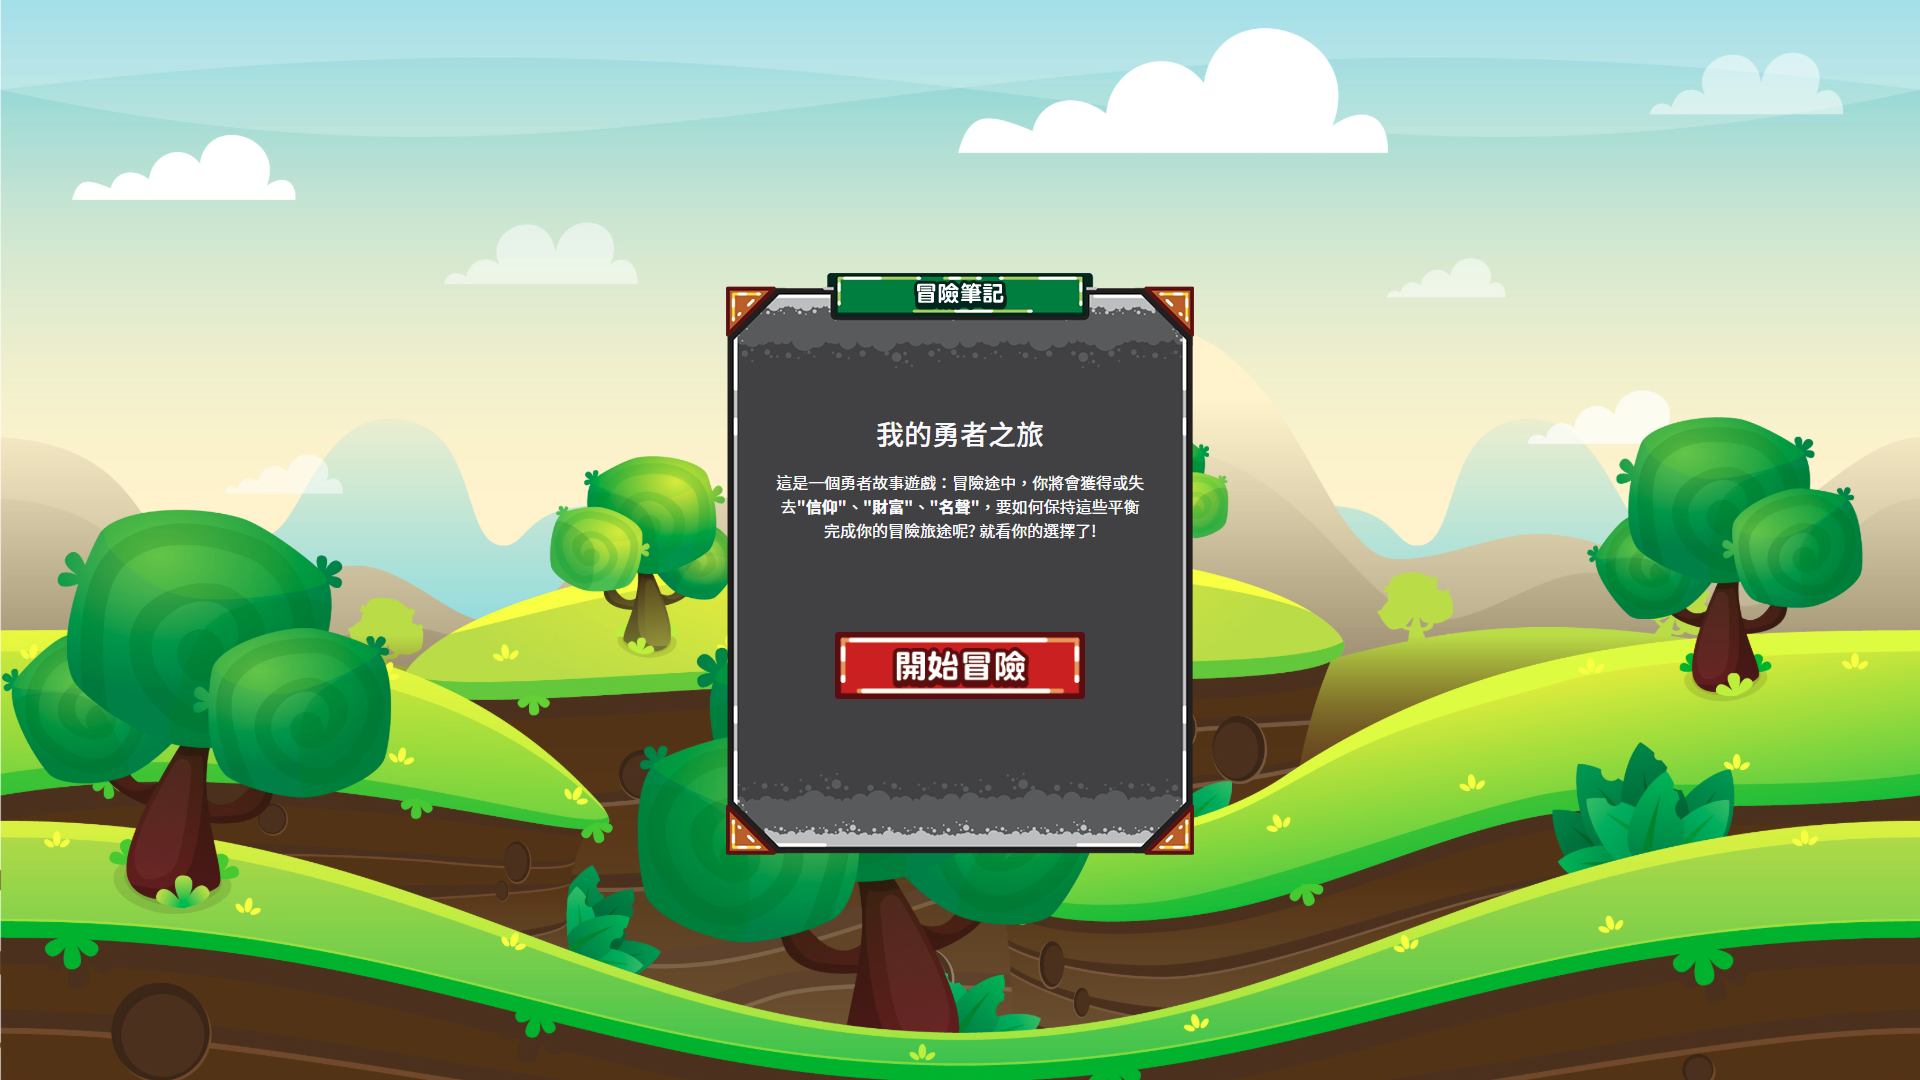 冒險筆記
我的勇者之旅
這是一個勇者故事遊戲：冒險途中，你將會獲得或失
去"信仰"、"財富"、"名聲"，要如何保持這些平衡
完成你的冒險旅途呢? 就看你的選擇了!
開始冒險